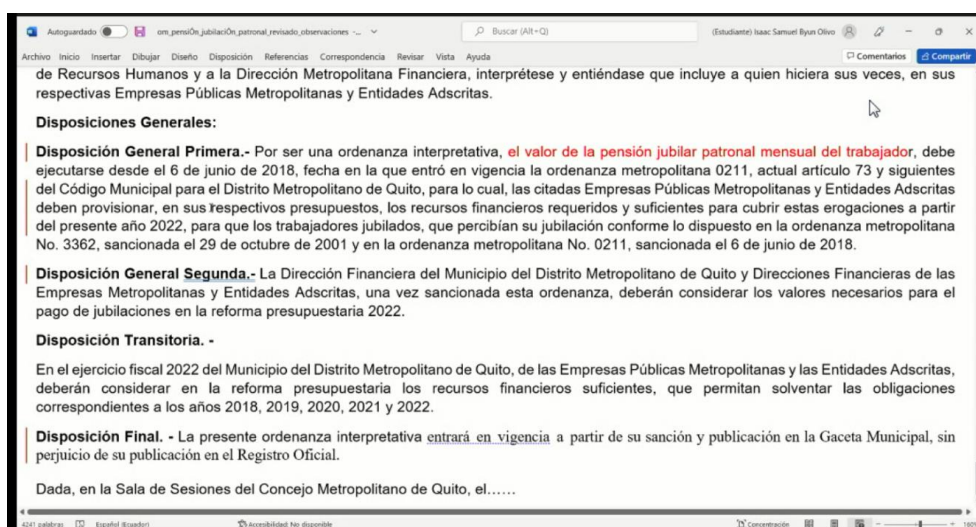 Autoguardado om_pensiÓn_jubilaciÓn_patronal_revisado_observaciones -... Buscar (Alt+Q) (Estudiante) Isaac Samuel Byun Olivo
Archivo Inicio Insertar Dibujar Diseño Disposición Referencias Correspondencia Revisar Vista Ayuda Comentarios Compartir
de Recursos Humanos y a la Dirección Metropolitana Financiera, interprétese y entiéndase que incluye a quien hiciera sus veces, en sus
respectivas Empresas Públicas Metropolitanas y Entidades Adscritas.
Disposiciones Generales:
Disposición General Primera.- Por ser una ordenanza interpretativa, el valor de la pensión jubilar patronal mensual del trabajador, debe
ejecutarse desde el 6 de junio de 2018, fecha en la que entró en vigencia la ordenanza metropolitana 0211, actual artículo 73 y siguientes
del Código Municipal para el Distrito Metropolitano de Quito, para lo cual, las citadas Empresas Públicas Metropolitanas y Entidades Adscritas
deben provisionar, en sus respectivos presupuestos, los recursos financieros requeridos y suficientes para cubrir estas erogaciones a partir
del presente año 2022, para que los trabajadores jubilados, que percibían su jubilación conforme lo dispuesto en la ordenanza metropolitana
No. 3362, sancionada el 29 de octubre de 2001 y en la ordenanza metropolitana No. 0211, sancionada el 6 de junio de 2018.
Disposición General Segunda.- La Dirección Financiera del Municipio del Distrito Metropolitano de Quito y Direcciones Financieras de las
Empresas Metropolitanas y Entidades Adscritas, una vez sancionada esta ordenanza, deberán considerar los valores necesarios para el
pago de jubilaciones en la reforma presupuestaria 2022.
Disposición Transitoria. -
En el ejercicio fiscal 2022 del Municipio del Distrito Metropolitano de Quito, de las Empresas Públicas Metropolitanas y las Entidades Adscritas,
deberán considerar en la reforma presupuestaria los recursos financieros suficientes, que permitan solventar las obligaciones
correspondientes a los años 2018, 2019, 2020, 2021 y 2022.
Disposición Final. - La presente ordenanza interpretativa entrará en vigencia a partir de su sanción y publicación en la Gaceta Municipal, sin
perjuicio de su publicación en el Registro Oficial.
Dada, en la Sala de Sesiones del Concejo Metropolitano de Quito, el……
4241 palabras Español (Ecuador) Accesibilidad: No disponible Concentración